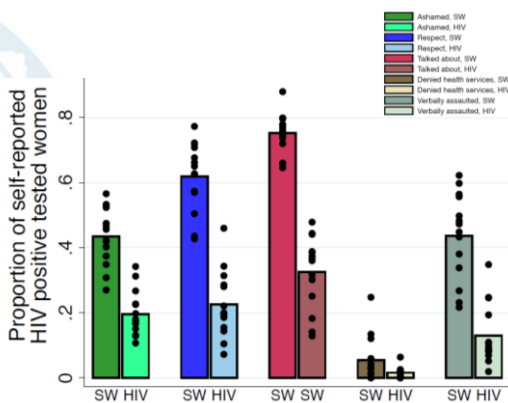 Ashamed, SW
Ashamed, HIV
Respect, SW
Respect, HIV
Talked about, SW
Talked about, HIV
Denied health services, SW
Denied health services, HIV
Verbally assaulted, SW
Verbally assaulted, HIV
Proportion of self-reported
HIV positive tested women
.8
.6
.4
.2
0
SW HIV SW HIV SW SW SW HIV SW HIV